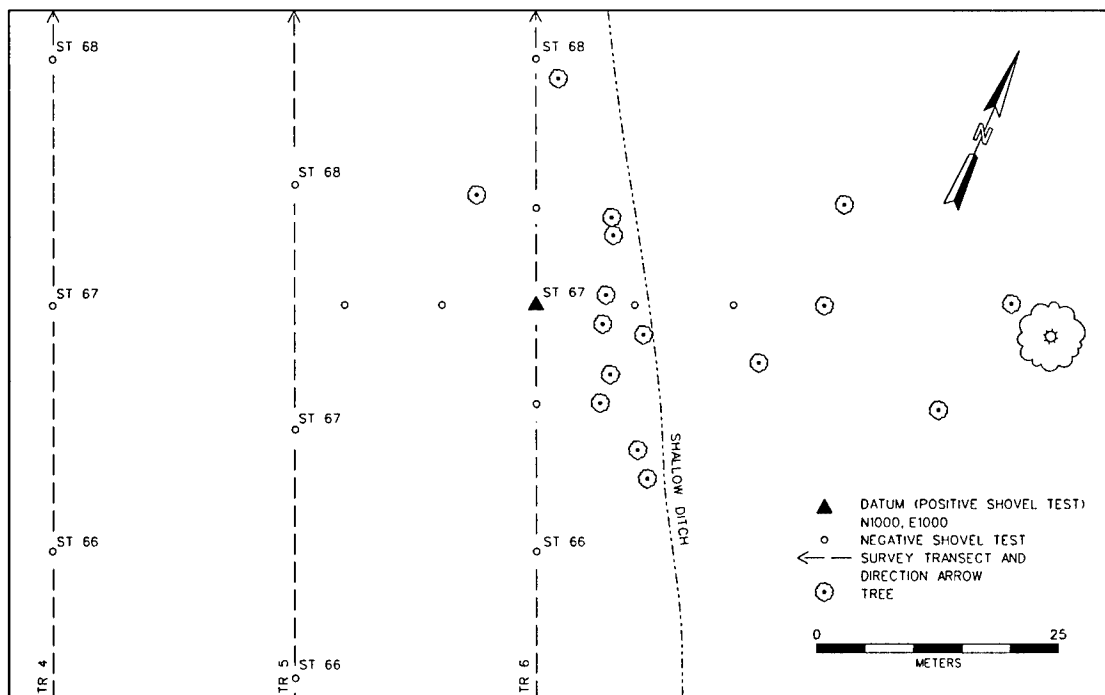 ST 68
ST 68
ST 68
N
ST 67
ST 67
ST 67
ST 66
ST 66
ST 66
SHALLOW DITCH
TR 4
TR 5
TR 6
DATUM (POSITIVE SHOVEL TEST)
N1000, E1000
NEGATIVE SHOVEL TEST
SURVEY TRANSECT AND
DIRECTION ARROW
TREE
0 25
METERS